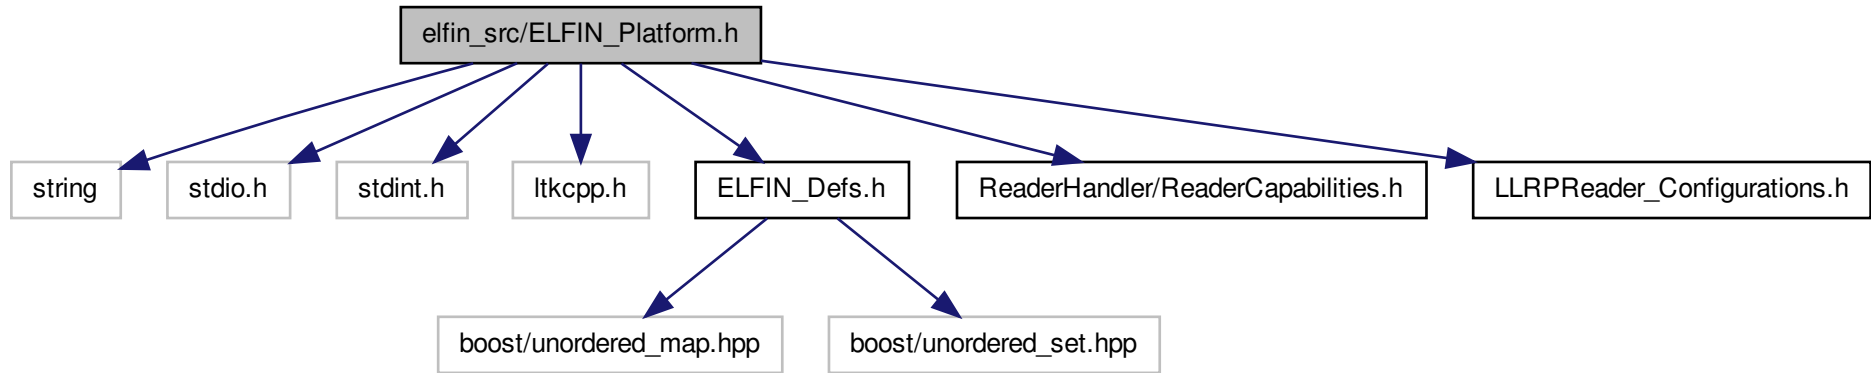 elfin_src/ELFIN_Platform.h
string
stdio.h
stdint.h
ltkcpp.h
ELFIN_Defs.h
ReaderHandler/ReaderCapabilities.h
LLRPReader_Configurations.h
boost/unordered_map.hpp
boost/unordered_set.hpp